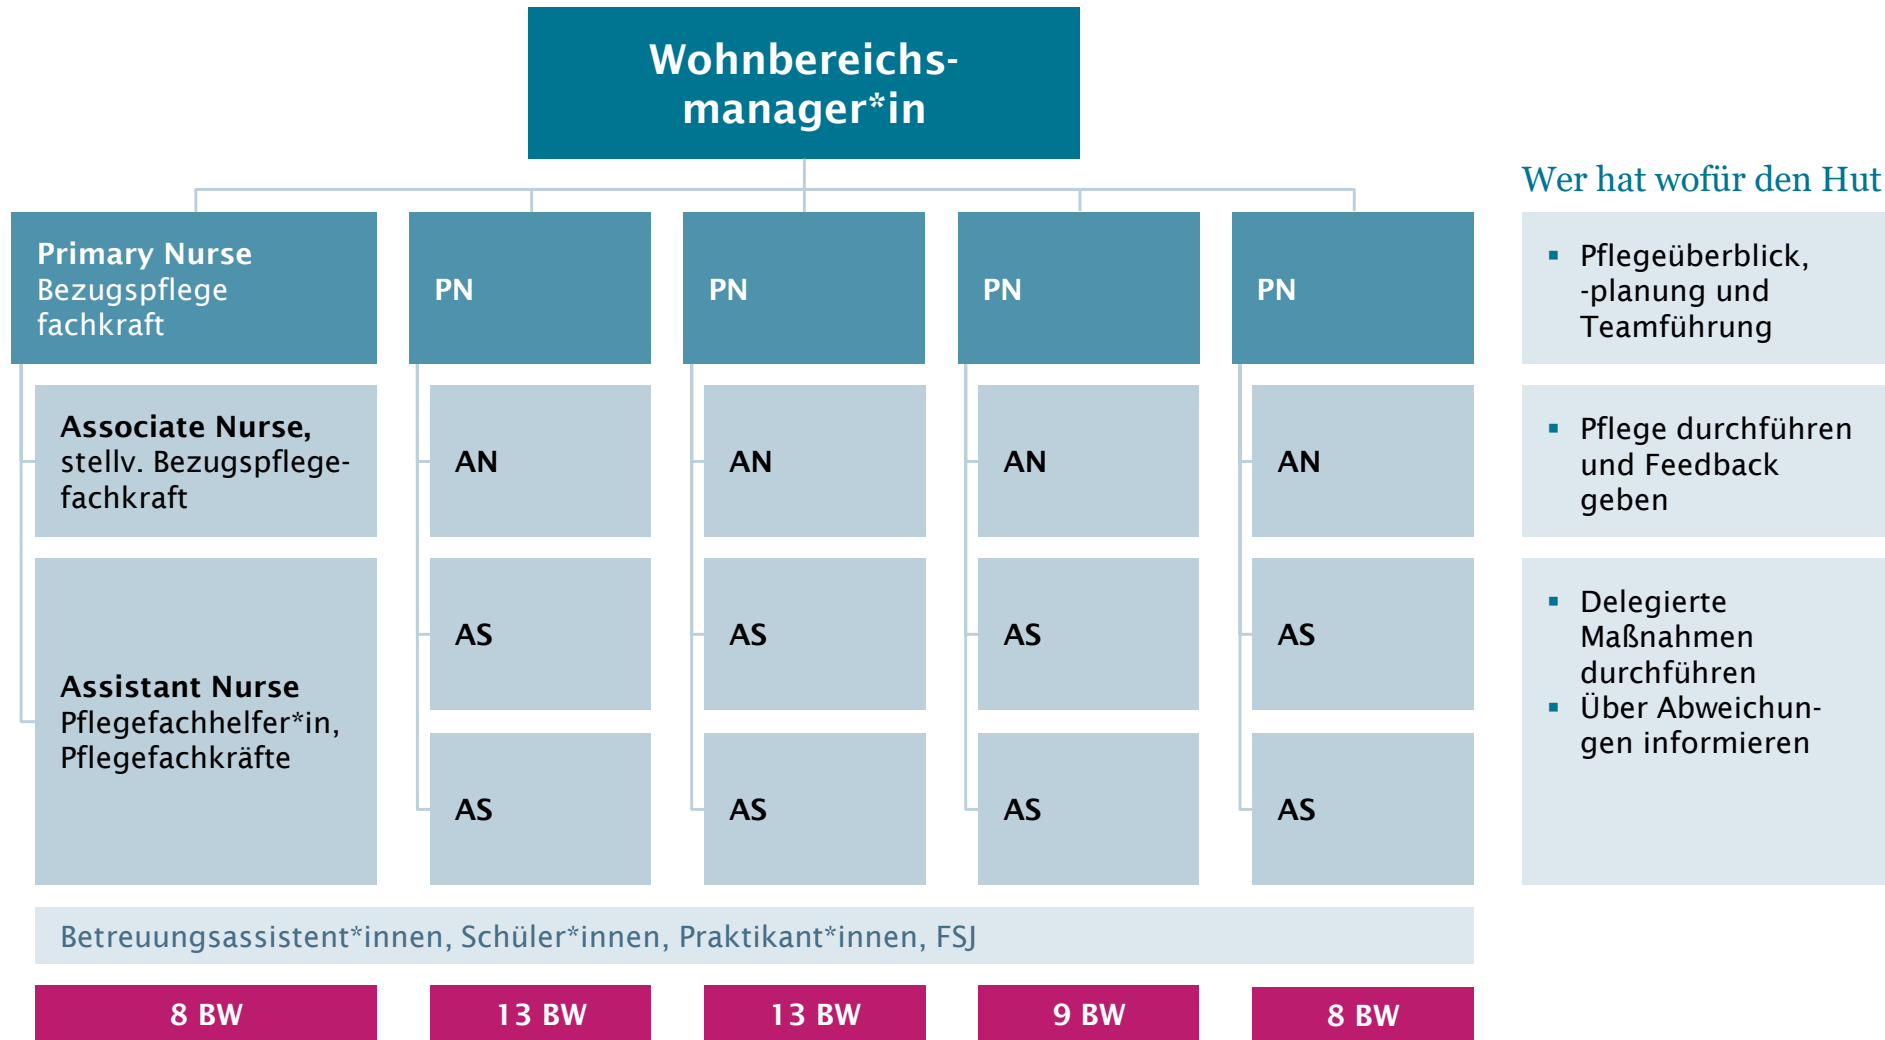 Wohnbereichs-
manager*in
Wer hat wofür den Hut
Primary Nurse
Bezugspflege
fachkraft
PN
PN
PN
PN
▪ Pflegeüberblick,
-planung und
Teamführung
Associate Nurse,
stellv. Bezugspflege-
fachkraft
AN
AN
AN
AN
▪ Pflege durchführen
und Feedback
geben
Assistant Nurse
Pflegefachhelfer*in,
Pflegefachkräfte
AS
AS
AS
AS
AS
AS
AS
AS
▪ Delegierte
Maßnahmen
durchführen
▪ Über Abweichun-
gen informieren
Betreuungsassistent*innen, Schüler*innen, Praktikant*innen, FSJ
8 BW
13 BW
13 BW
9 BW
8 BW